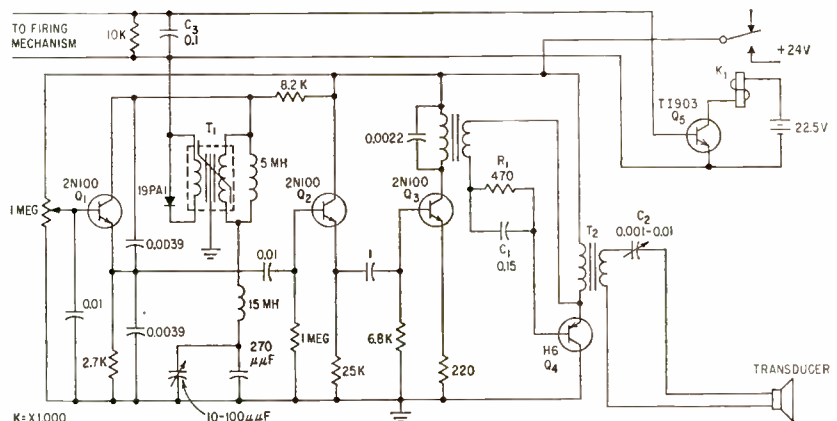 TO FIRING
MECHANISM
10K
C3
0.1
+24V
K1
TI903
Q5
22.5V
8.2K
T1
5 MH
19PA1
0.0022
R1
470
C1
0.15
2N100
Q1
2N100
Q2
2N100
Q3
1 MEG
0.0039
0.01
1
T2
C2
0.001-0.01
0.01
0.0039
15 MH
1 MEG
6.8K
H6
Q4
2.7K
270
μμF
25K
220
TRANSDUCER
K=X1,000
10-100μμF